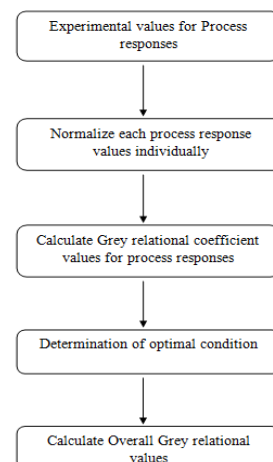 Experimental values for Process
responses
Normalize each process response
values individually
Calculate Grey relational coefficient
values for process responses
Determination of optimal condition
Calculate Overall Grey relational
values